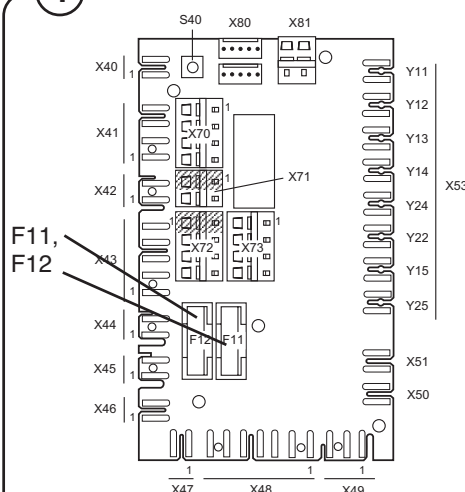 S40 X80 X81
X40 1
X41 1
X42 1
X43
1
X44 1
X45 1
X46 1
X70 1
X71
1 X72 X73 1
F12 F11
F11,
F12
Y11
Y12
Y13
Y14
Y24
Y22
Y15
Y25
X53
X51
X50
1 1 1
X47 X48 X49